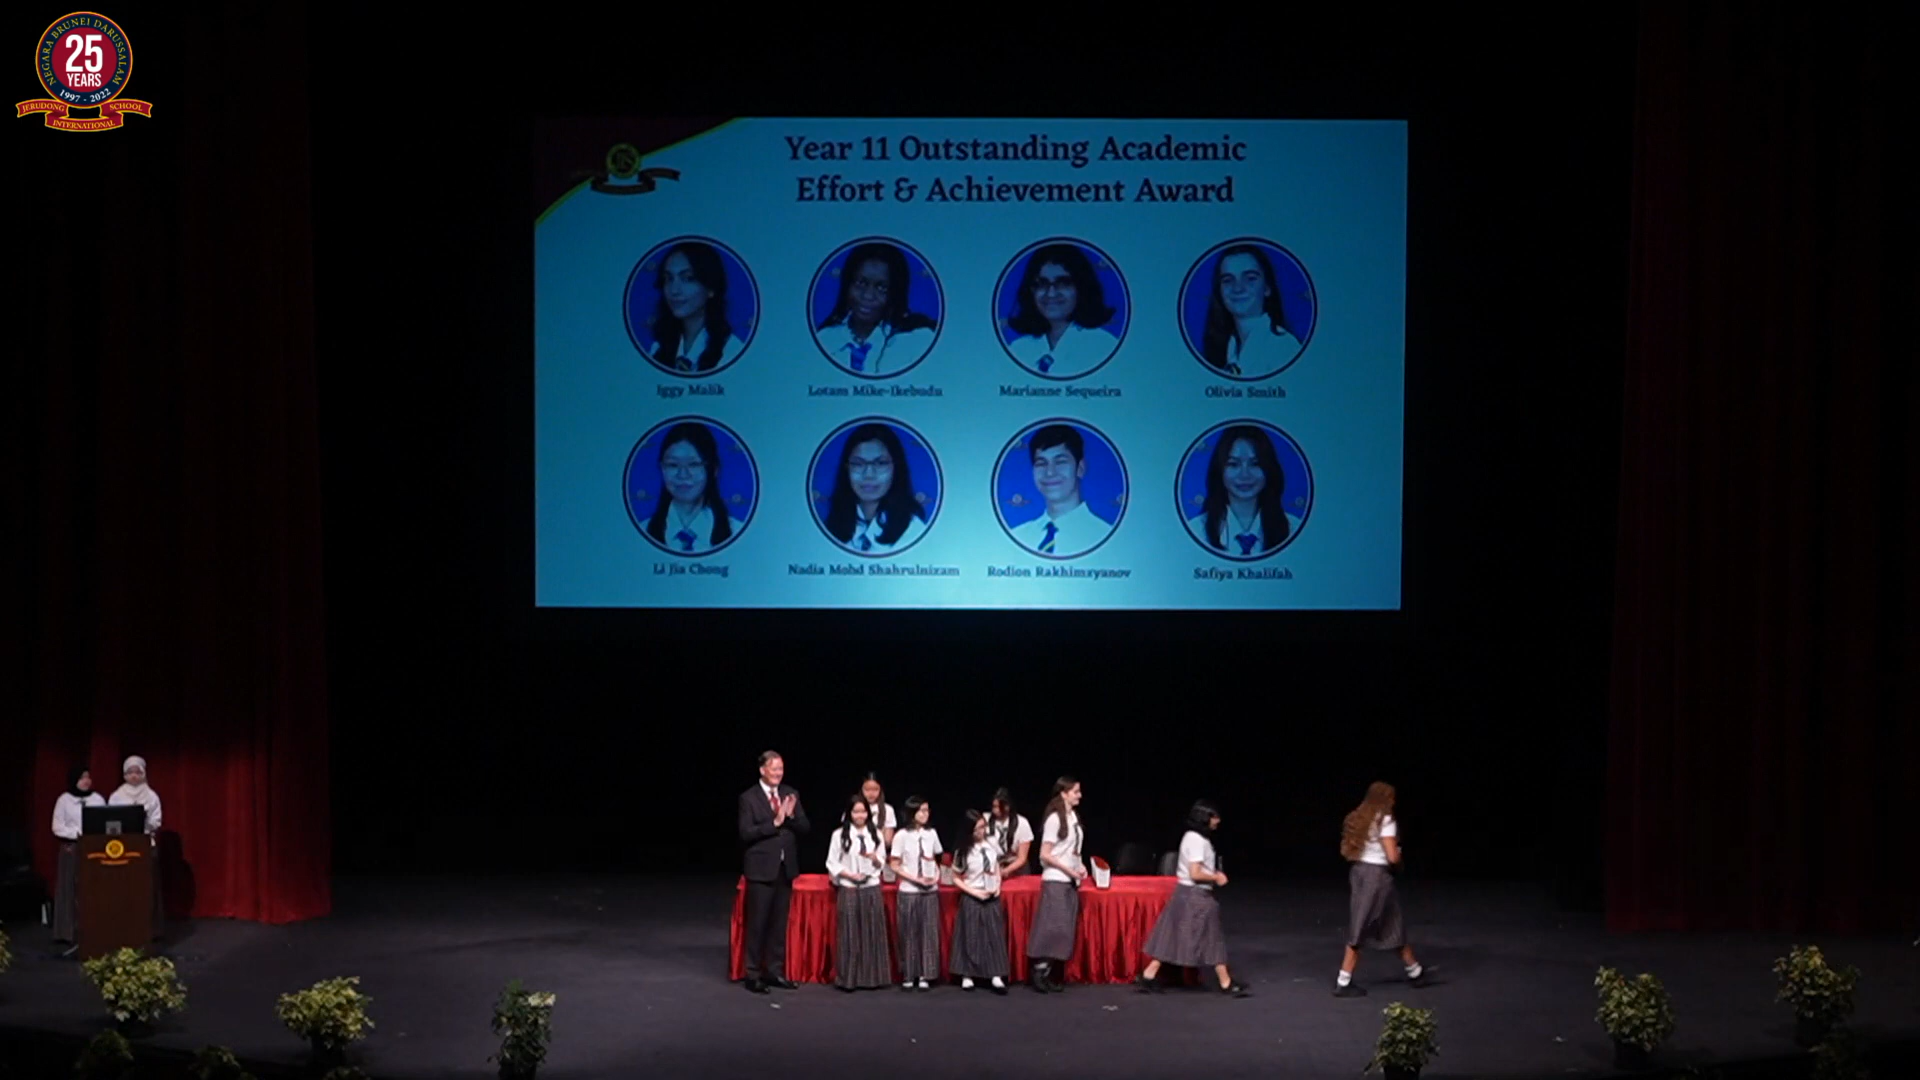 NEGARA BRUNEI DARUSSALAM
25
YEARS
1997 - 2022
JERUDONG SCHOOL
INTERNATIONAL
Year 11 Outstanding Academic
Effort & Achievement Award
Iggy Malik
Lotam Mike-Ikebudu
Marianne Sequeira
Olivia Smith
Li Jia Chong
Nadia Mohd Shahrulnizam
Rodion Rakhimzyanov
Safiya Khalifah